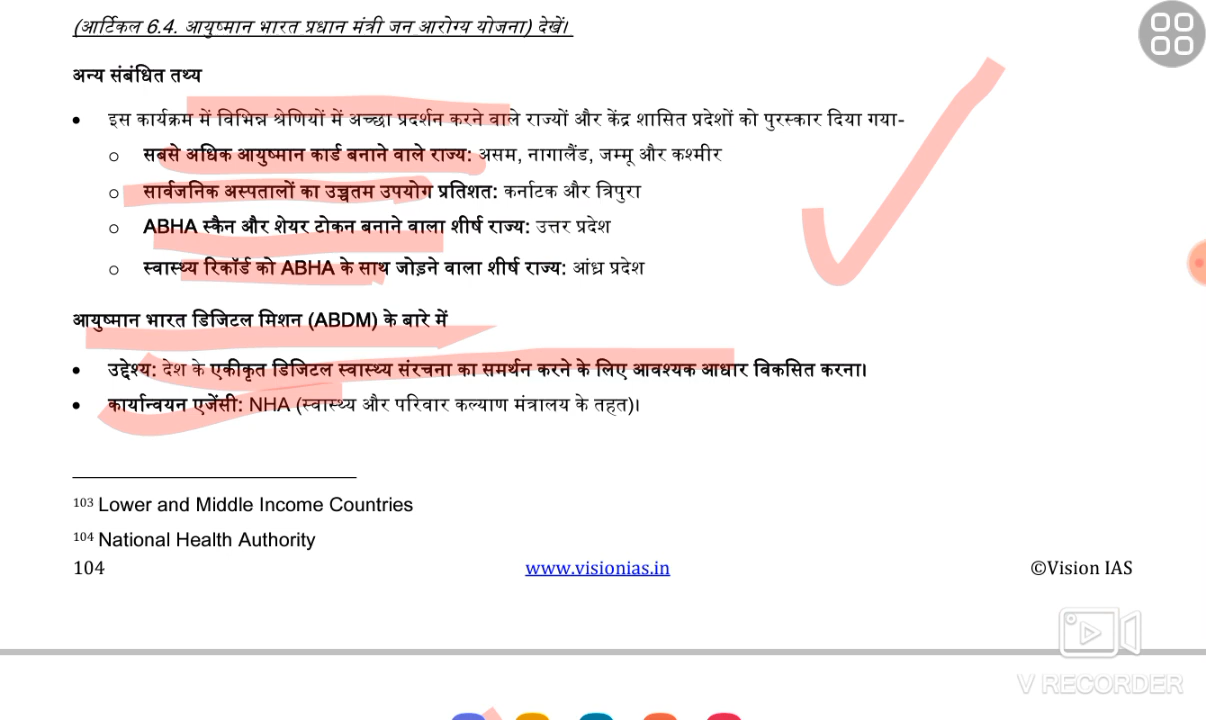 (आर्टिकल 6.4. आयुष्मान भारत प्रधान मंत्री जन आरोग्य योजना) देखें।
अन्य संबंधित तथ्य
• इस कार्यक्रम में विभिन्न श्रेणियों में अच्छा प्रदर्शन करने वाले राज्यों और केंद्र शासित प्रदेशों को पुरस्कार दिया गया-
o सबसे अधिक आयुष्मान कार्ड बनाने वाले राज्य: असम, नागालैंड, जम्मू और कश्मीर
o सार्वजनिक अस्पतालों का उच्चतम उपयोग प्रतिशत: कर्नाटक और त्रिपुरा
o ABHA स्कैन और शेयर टोकन बनाने वाला शीर्ष राज्य: उत्तर प्रदेश
o स्वास्थ्य रिकॉर्ड को ABHA के साथ जोड़ने वाला शीर्ष राज्य: आंध्र प्रदेश
आयुष्मान भारत डिजिटल मिशन (ABDM) के बारे में
• उद्देश्य: देश के एकीकृत डिजिटल स्वास्थ्य संरचना का समर्थन करने के लिए आवश्यक आधार विकसित करना।
• कार्यान्वयन एजेंसी: NHA (स्वास्थ्य और परिवार कल्याण मंत्रालय के तहत)।
103 Lower and Middle Income Countries
104 National Health Authority
104 www.visionias.in ©Vision IAS
V RECORDER